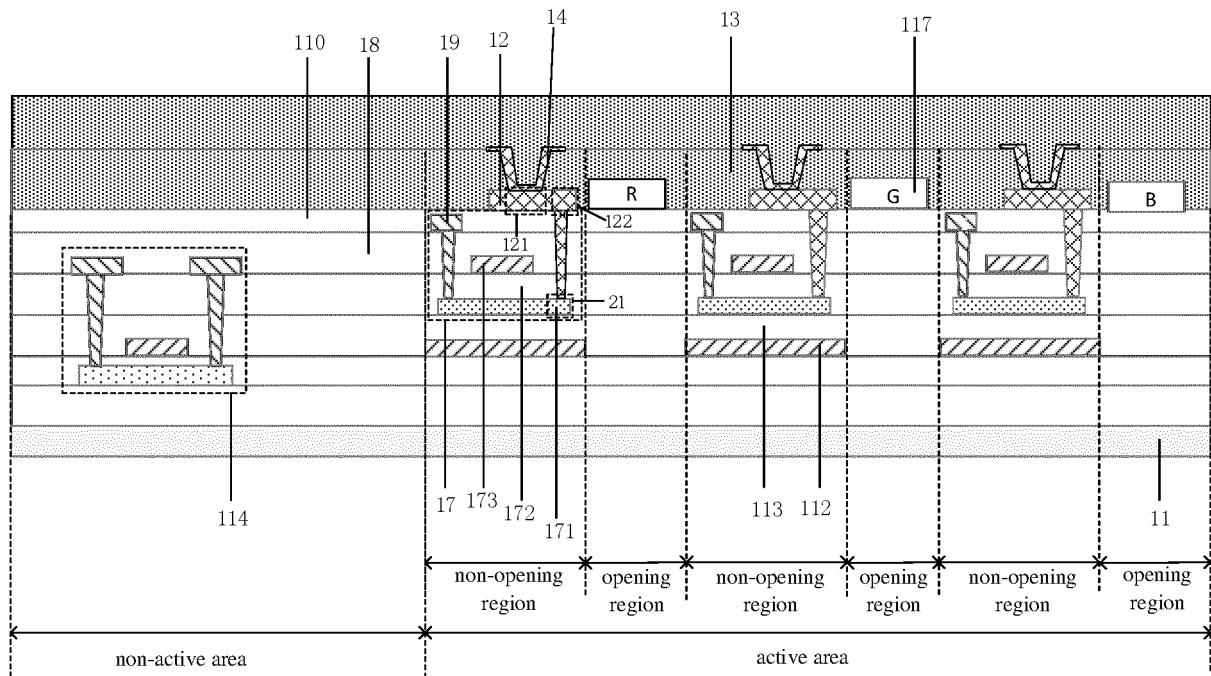 110
18
19
12
14
13
117
R
G
B
121
122
21
114
17
173
172
171
113
112
11
non-opening
region
opening
region
non-opening
region
opening
region
non-opening
region
opening
region
non-active area
active area